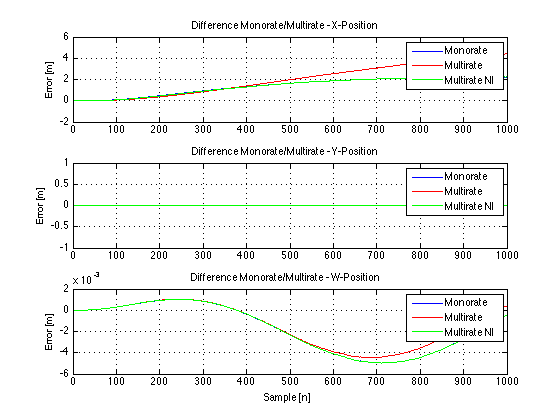 Difference Monorate/Multirate - X-Position
6
4
2
0
-2
Error [m]
Monorate
Multirate
Multirate NI
0 100 200 300 400 500 600 700 800 900 1000
Difference Monorate/Multirate - Y-Position
1
0.5
0
-0.5
-1
Error [m]
Monorate
Multirate
Multirate NI
0 100 200 300 400 500 600 700 800 900 1000
Difference Monorate/Multirate - W-Position
x 10⁻³
2
0
-2
-4
-6
Error [m]
Monorate
Multirate
Multirate NI
0 100 200 300 400 500 600 700 800 900 1000
Sample [n]